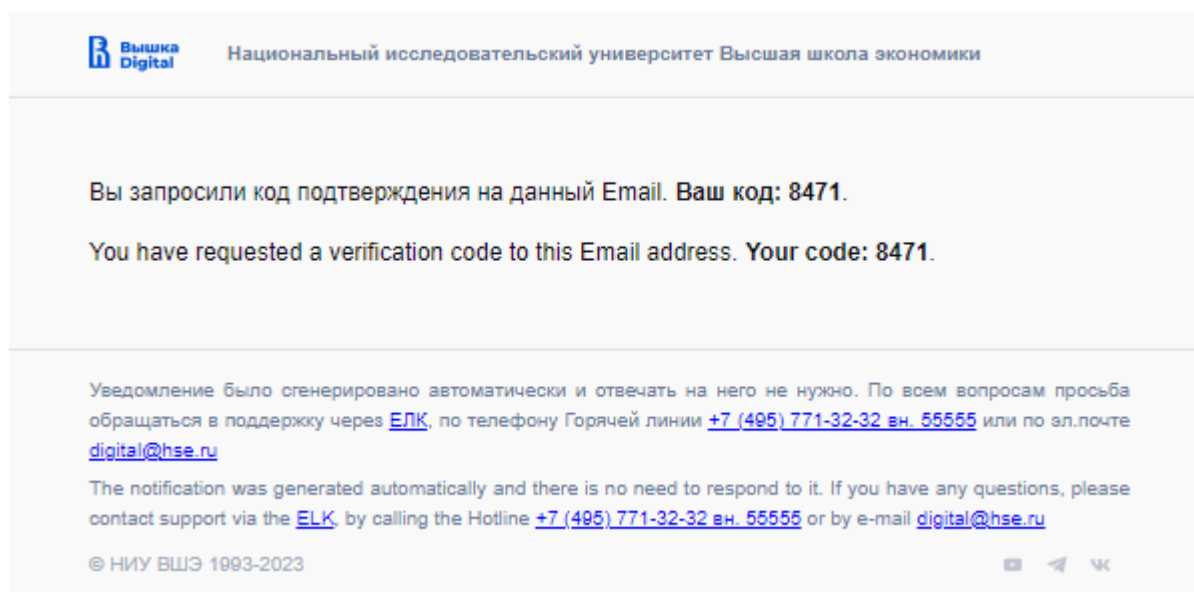 Вышка
Digital
Национальный исследовательский университет Высшая школа экономики
Вы запросили код подтверждения на данный Email. Ваш код: 8471.
You have requested a verification code to this Email address. Your code: 8471.
Уведомление было сгенерировано автоматически и отвечать на него не нужно. По всем вопросам просьба
обращаться в поддержку через ЕЛК, по телефону Горячей линии +7 (495) 771-32-32 вн. 55555 или по эл.почте
digital@hse.ru
The notification was generated automatically and there is no need to respond to it. If you have any questions, please
contact support via the ELK, by calling the Hotline +7 (495) 771-32-32 вн. 55555 or by e-mail digital@hse.ru
© НИУ ВШЭ 1993-2023